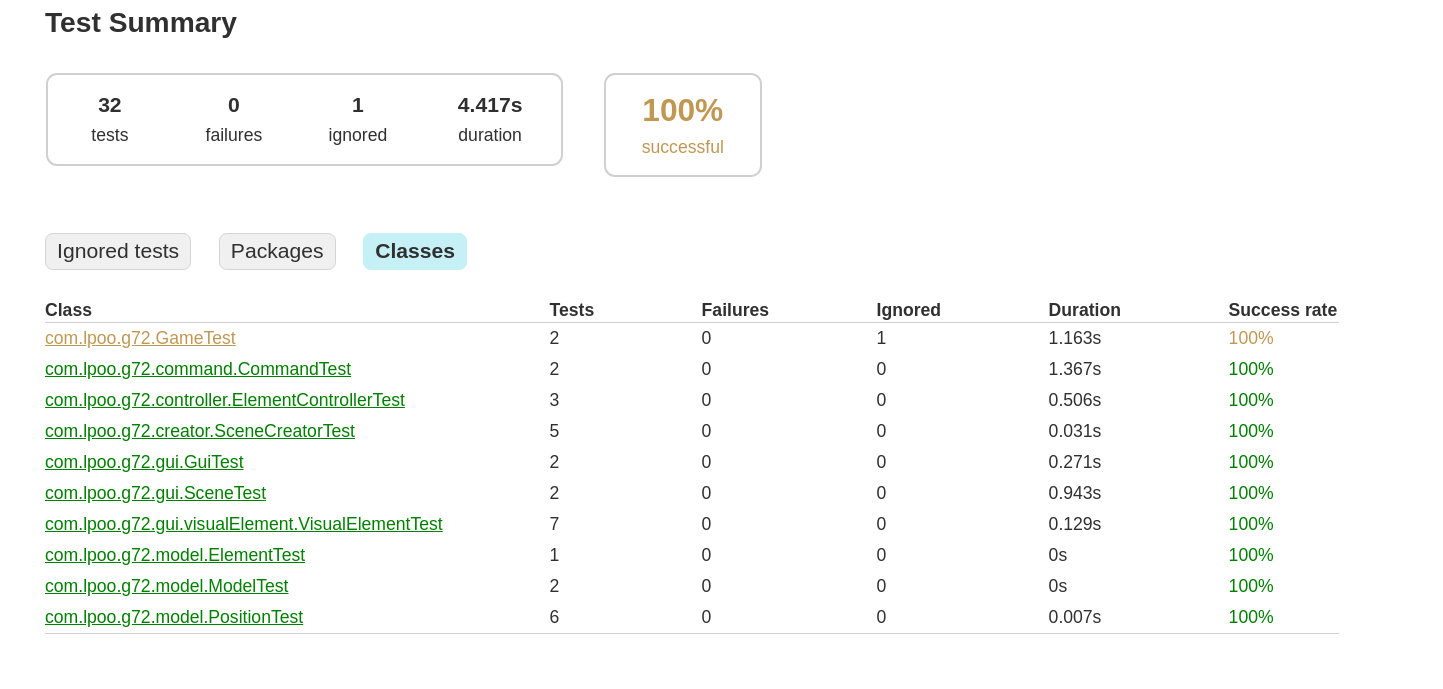 Test Summary
32 0 1 4.417s 100%
tests failures ignored duration successful
Ignored tests Packages Classes
Class Tests Failures Ignored Duration Success rate
com.lpoo.g72.GameTest 2 0 1 1.163s 100%
com.lpoo.g72.command.CommandTest 2 0 0 1.367s 100%
com.lpoo.g72.controller.ElementControllerTest 3 0 0 0.506s 100%
com.lpoo.g72.creator.SceneCreatorTest 5 0 0 0.031s 100%
com.lpoo.g72.gui.GuiTest 2 0 0 0.271s 100%
com.lpoo.g72.gui.SceneTest 2 0 0 0.943s 100%
com.lpoo.g72.gui.visualElement.VisualElementTest 7 0 0 0.129s 100%
com.lpoo.g72.model.ElementTest 1 0 0 0s 100%
com.lpoo.g72.model.ModelTest 2 0 0 0s 100%
com.lpoo.g72.model.PositionTest 6 0 0 0.007s 100%